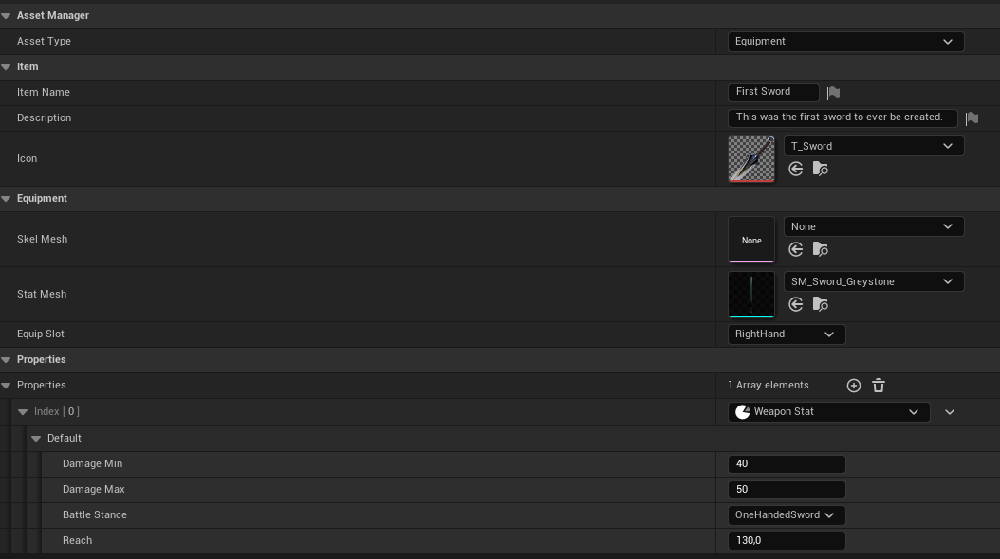 Asset Manager
Asset Type Equipment
Item
Item Name First Sword
Description This was the first sword to ever be created.
Icon T_Sword
Equipment
Skel Mesh None None
Stat Mesh SM_Sword_Greystone
Equip Slot RightHand
Properties
Properties 1 Array elements
Index [ 0 ] Weapon Stat
Default
Damage Min 40
Damage Max 50
Battle Stance OneHandedSword
Reach 130,0